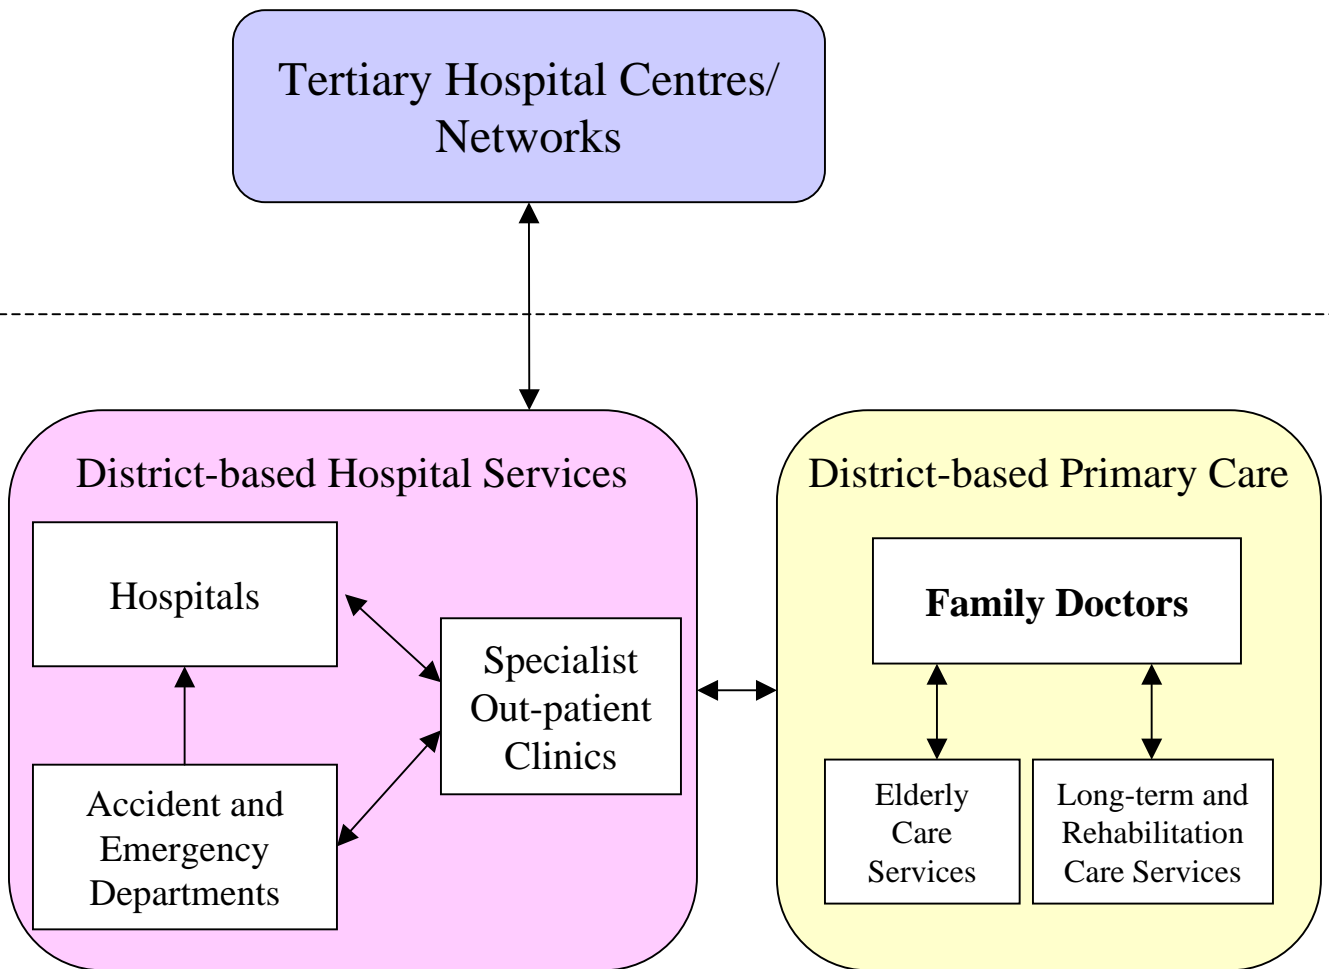 Tertiary Hospital Centres/
Networks
District-based Hospital Services
Hospitals
Specialist
Out-patient
Clinics
Accident and
Emergency
Departments
District-based Primary Care
Family Doctors
Elderly
Care
Services
Long-term and
Rehabilitation
Care Services